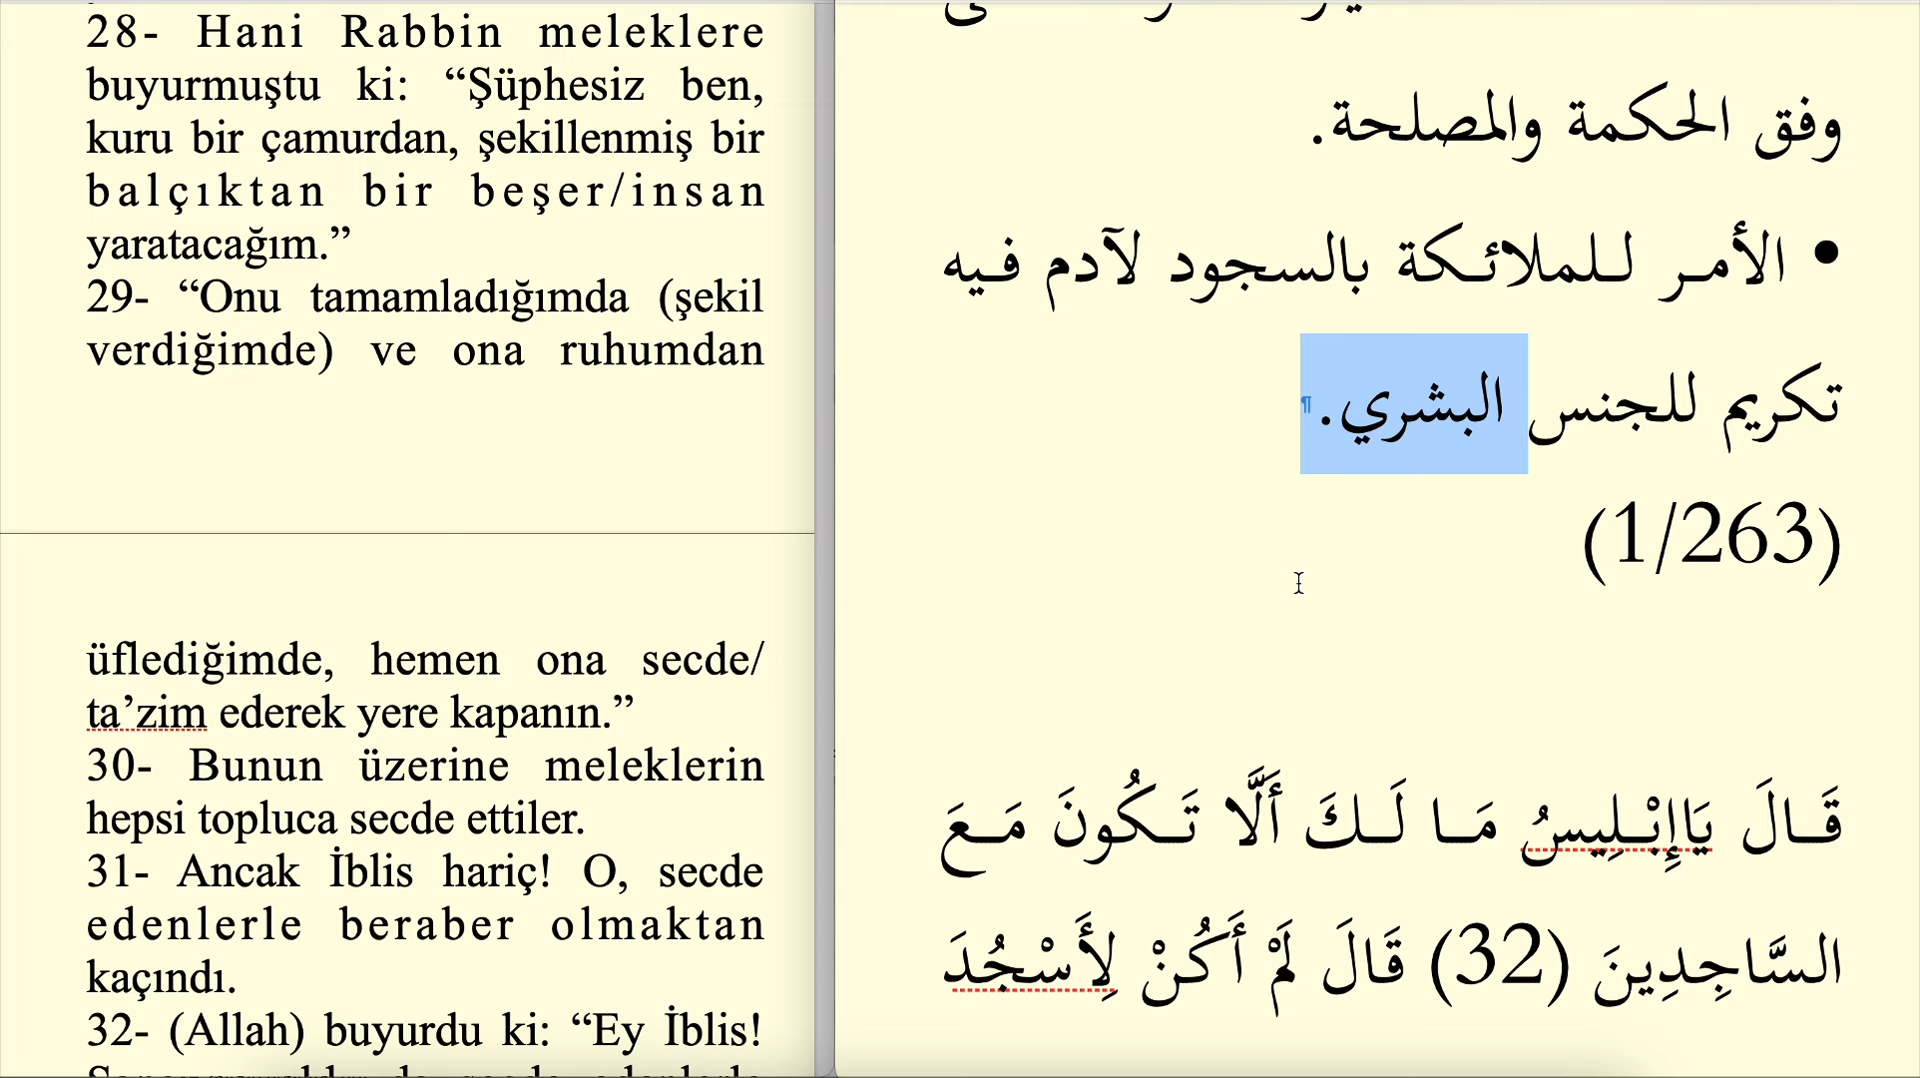 28- Hani Rabbin meleklere
buyurmuştu ki: “Şüphesiz ben,
kuru bir çamurdan, şekillenmiş bir
balçıktan bir beşer/insan
yaratacağım.”
29- “Onu tamamladığımda (şekil
verdiğimde) ve ona ruhumdan
üflediğimde, hemen ona secde/
ta’zim ederek yere kapanın.”
30- Bunun üzerine meleklerin
hepsi topluca secde ettiler.
31- Ancak İblis hariç! O, secde
edenlerle beraber olmaktan
kaçındı.
32- (Allah) buyurdu ki: “Ey İblis!
وفق الحكمة والمصلحة.
• الأمر للملائكة بالسجود لآدم فيه
تكريم للجنس البشري.
(1/263)
قَالَ يَاإِبْلِيسُ مَا لَكَ أَلَّا تَكُونَ مَعَ
السَّاجِدِينَ (32) قَالَ لَمْ أَكُنْ لِأَسْجُدَ